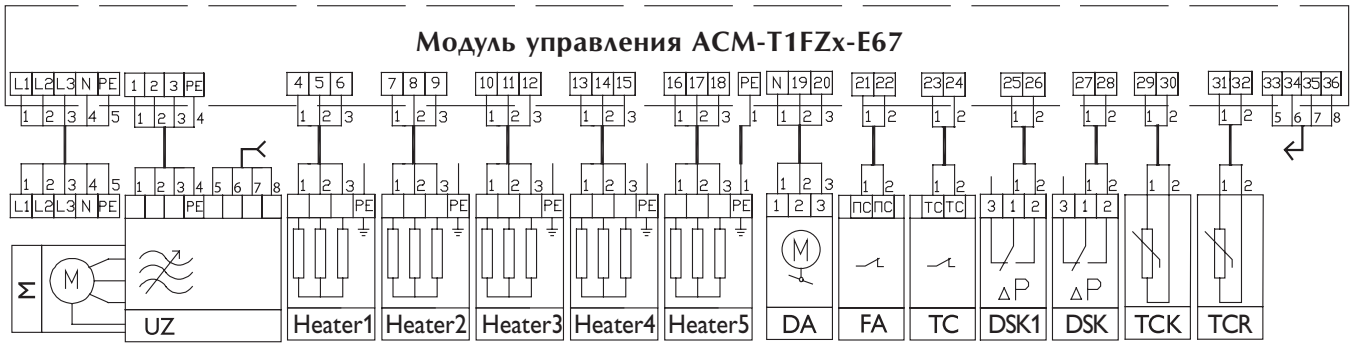 Модуль управления ACM-T1FZx-E67
L1 L2 L3 N PE 1 2 3 PE 4 5 6 7 8 9 10 11 12 13 14 15 16 17 18 PE N 19 20 21 22 23 24 25 26 27 28 29 30 31 32 33 34 35 36
1 2 3 4 5 1 2 3 4 1 2 3 1 2 3 1 2 3 1 2 3 1 2 3 1 1 2 3 1 2 1 2 1 2 1 2 1 2 1 2 5 6 7 8
1 2 3 4 5 1 2 3 4 5 6 7 8 1 2 3 1 2 3 1 2 3 1 2 3 1 2 3 1 1 2 3 1 2 1 2 1 2 1 2 1 2 1 2
L1 L2 L3 N PE PE PE PE PE PE PE 1 2 3 ПС ПС ТС ТС 3 1 2 3 1 2
M M M
ΔP ΔP
UZ Heater1 Heater2 Heater3 Heater4 Heater5 DA FA TC DSK1 DSK TCK TCR